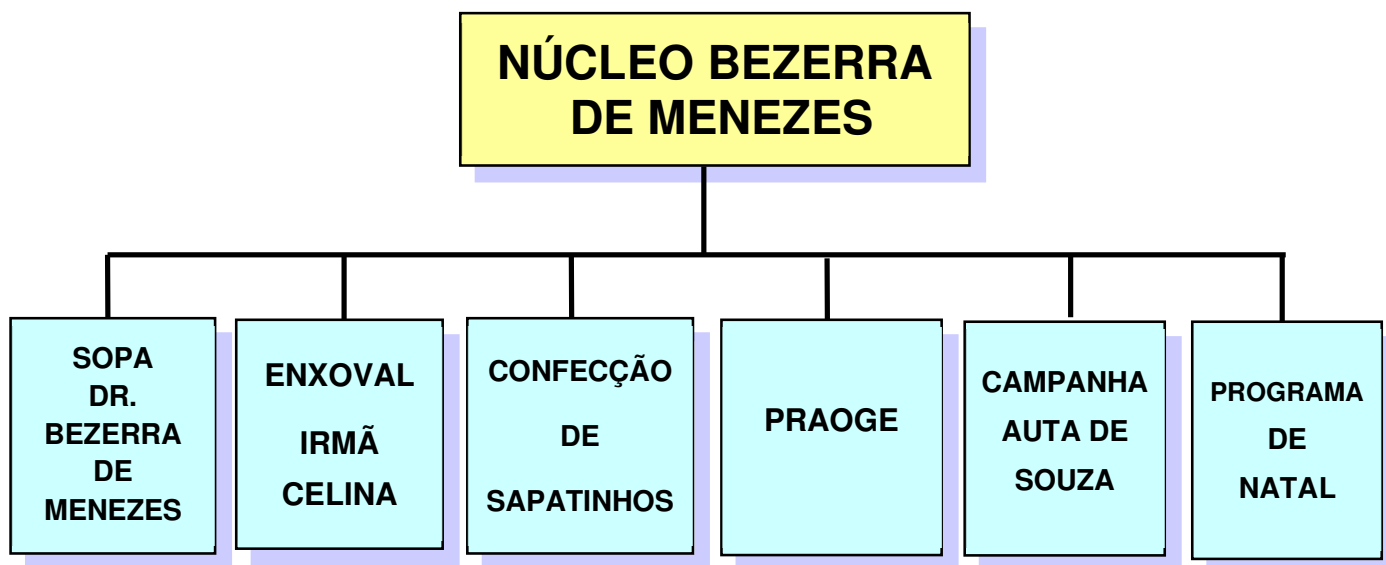 NÚCLEO BEZERRA
DE MENEZES
SOPA
DR.
BEZERRA
DE
MENEZES
ENXOVAL
IRMÃ
CELINA
CONFECÇÃO
DE
SAPATINHOS
PRAOGE
CAMPANHA
AUTA DE
SOUZA
PROGRAMA
DE
NATAL